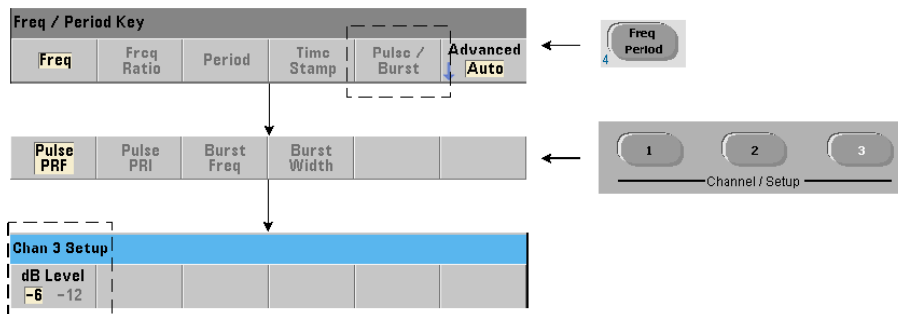 Freq / Period Key
Freq
Freq
Ratio
Period
Time
Stamp
Pulse /
Burst
Advanced
Auto
Freq
Period
4
Pulse
PRF
Pulse
PRI
Burst
Freq
Burst
Width
1
2
3
Channel / Setup
Chan 3 Setup
dB Level
-6 -12